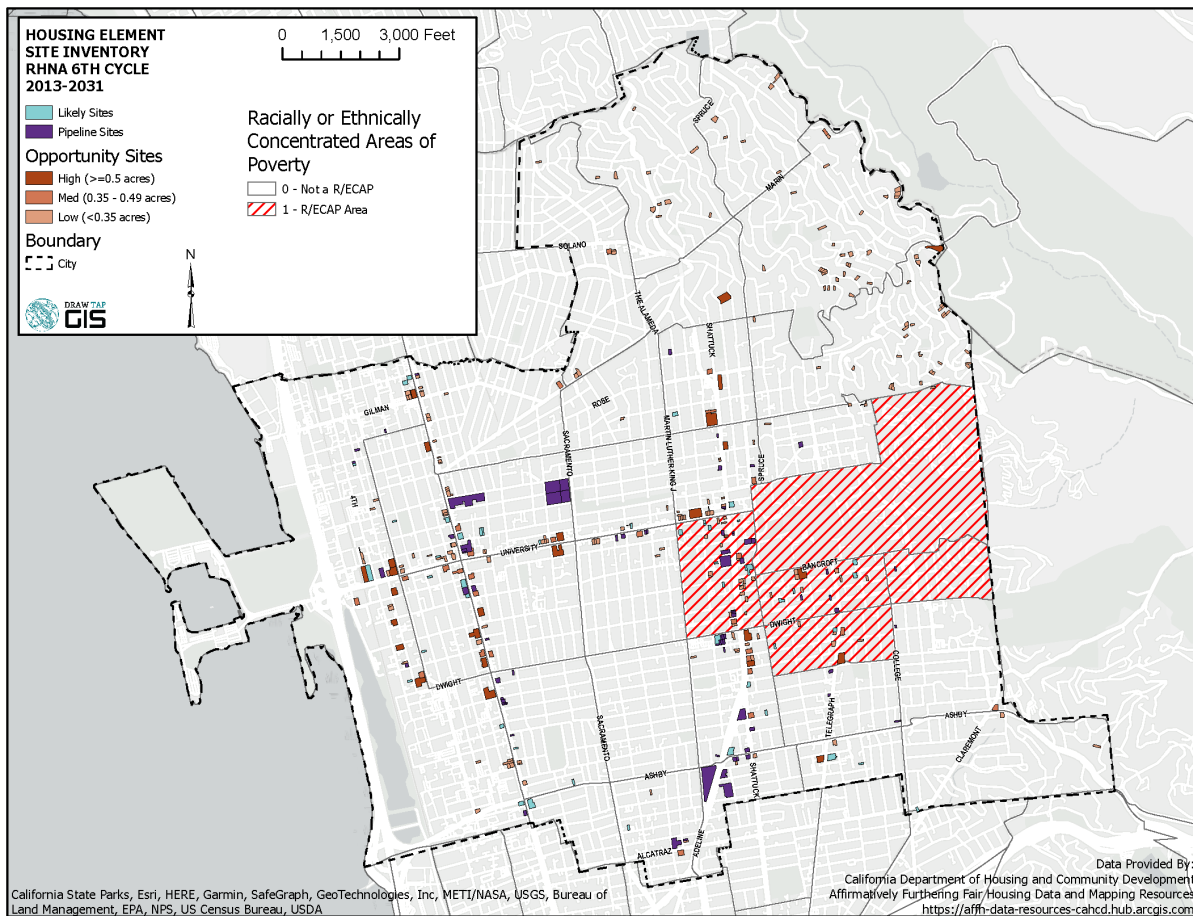 HOUSING ELEMENT
SITE INVENTORY
RHNA 6TH CYCLE
2013-2031
0 1,500 3,000 Feet
Likely Sites
Pipeline Sites
Opportunity Sites
High (>=0.5 acres)
Med (0.35 - 0.49 acres)
Low (<0.35 acres)
Boundary
City
Racially or Ethnically
Concentrated Areas of
Poverty
0 - Not a R/ECAP
1 - R/ECAP Area
N
DRAW TAP
GIS
SPRUCE
MARIN
SOLANO
THE ALAMEDA
SHATTUCK
GILMAN
ROSE
SACRAMENTO
MARTIN LUTHER KING J
SPRUCE
4TH
UNIVERSITY
BANCROFT
DWIGHT
DWIGHT
COLLEGE
SACRAMENTO
TELEGRAPH
ASHBY
CLAREMONT
ASHBY
SHATTUCK
ADELINE
ALCATRAZ
California State Parks, Esri, HERE, Garmin, SafeGraph, GeoTechnologies, Inc, METI/NASA, USGS, Bureau of
Land Management, EPA, NPS, US Census Bureau, USDA
Data Provided By:
California Department of Housing and Community Development
Affirmatively Furthering Fair Housing Data and Mapping Resources
https://affh-data-resources-cahcd.hub.arcgis.com